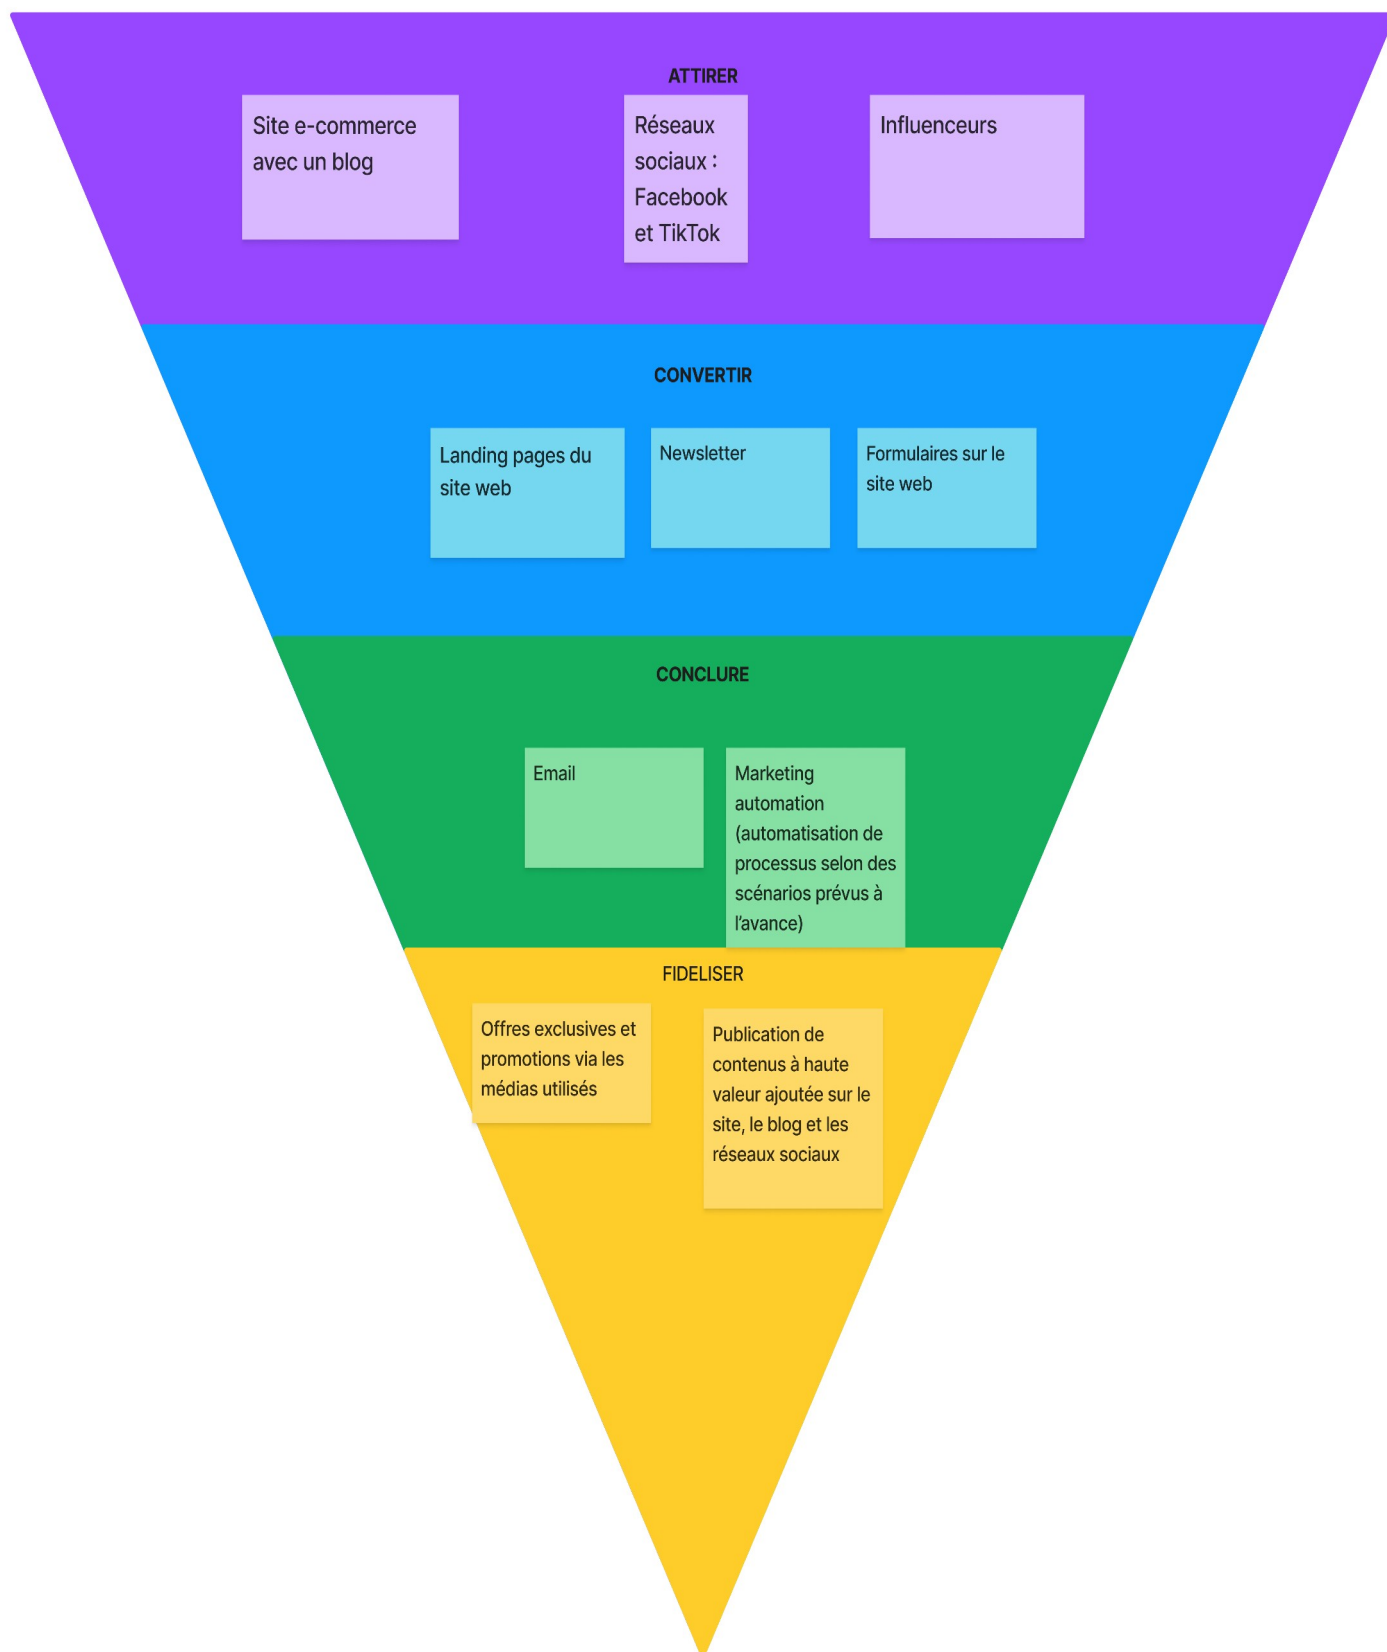 ATTIRER
Site e-commerce
avec un blog
Réseaux
sociaux :
Facebook
et TikTok
Influenceurs
CONVERTIR
Landing pages du
site web
Newsletter
Formulaires sur le
site web
CONCLURE
Email
Marketing
automation
(automatisation de
processus selon des
scénarios prévus à
l’avance)
FIDELISER
Offres exclusives et
promotions via les
médias utilisés
Publication de
contenus à haute
valeur ajoutée sur le
site, le blog et les
réseaux sociaux